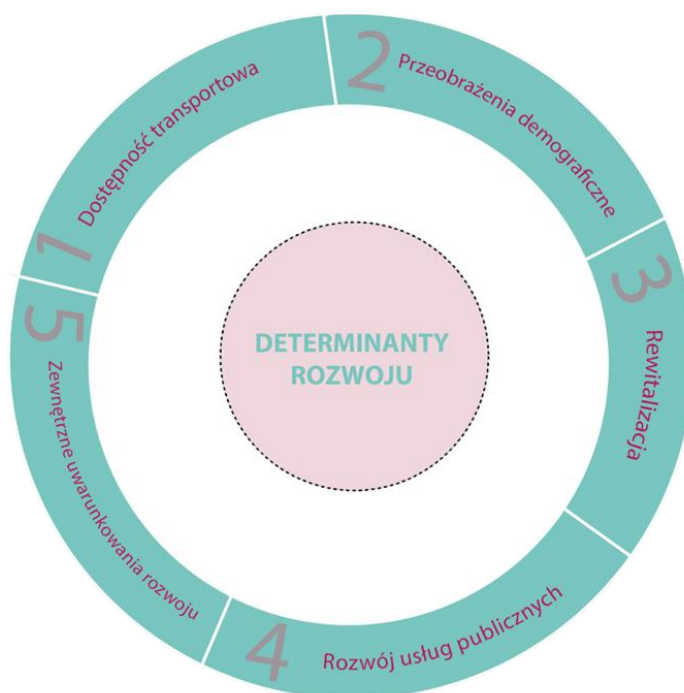 DETERMINANTY
ROZWOJU
1
Dostępność transportowa
2
Przeobrażenia demograficzne
3
Rewitalizacja
4
Rozwój usług publicznych
5
Zewnętrzne uwarunkowania rozwoju